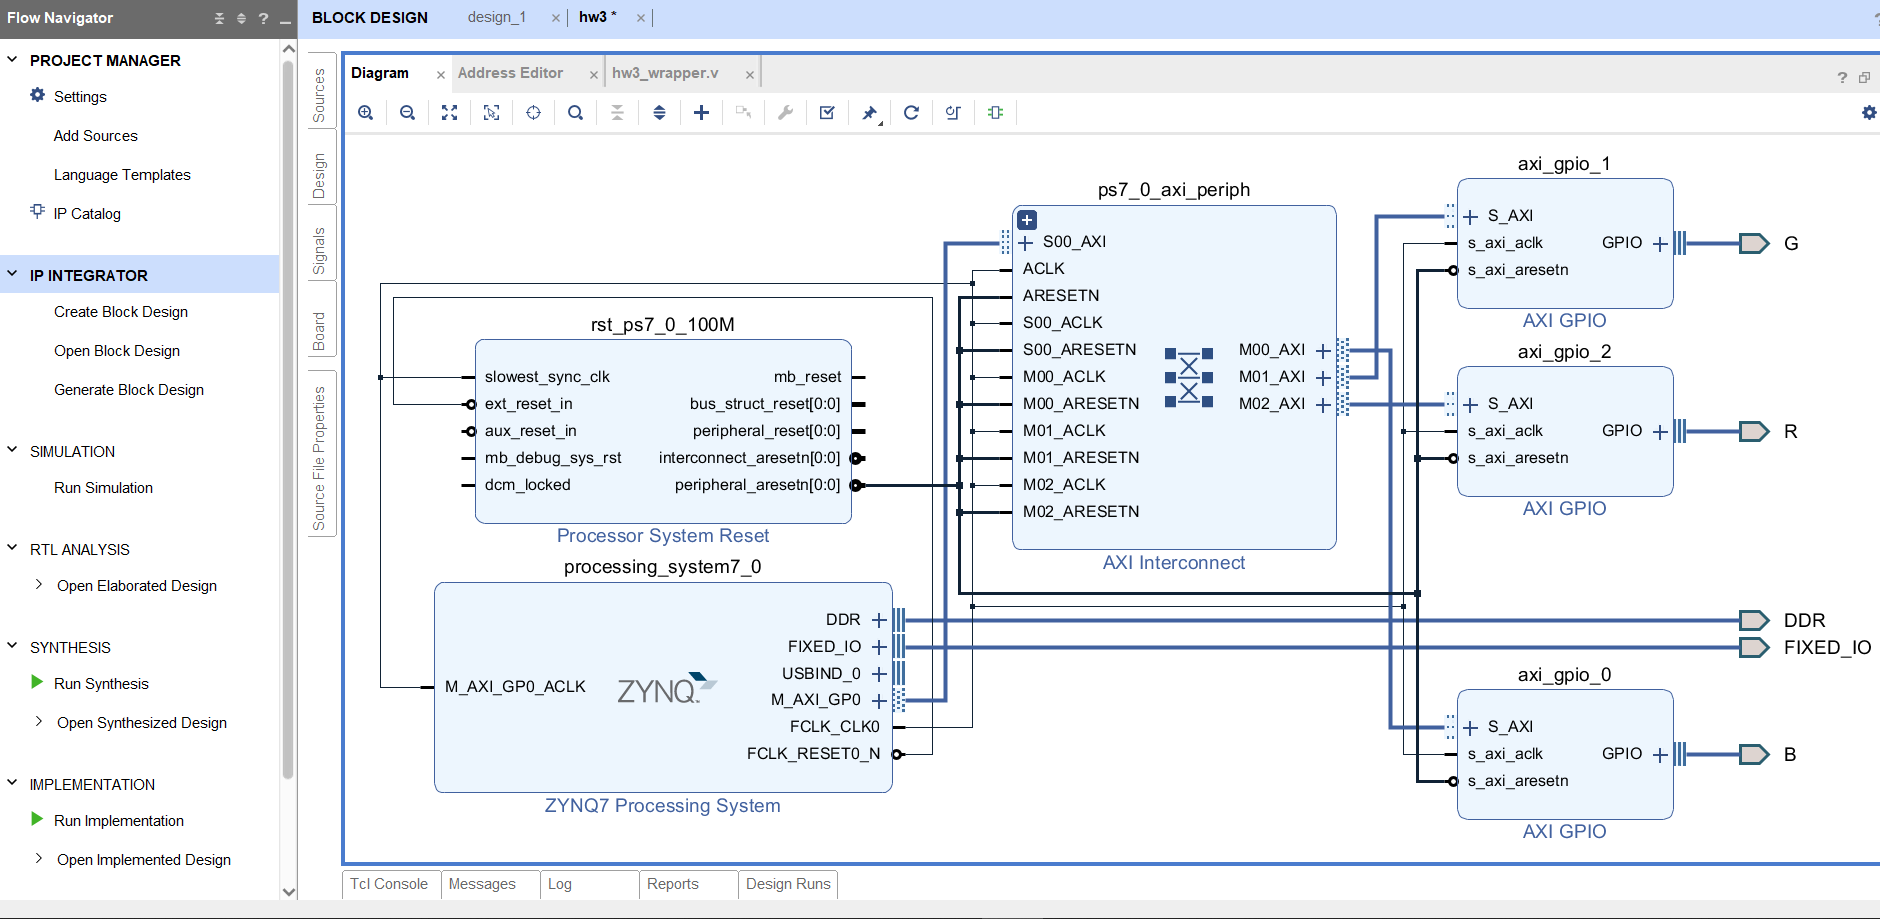 Flow Navigator
?
PROJECT MANAGER
Settings
Add Sources
Language Templates
IP Catalog
IP INTEGRATOR
Create Block Design
Open Block Design
Generate Block Design
SIMULATION
Run Simulation
RTL ANALYSIS
Open Elaborated Design
SYNTHESIS
Run Synthesis
Open Synthesized Design
IMPLEMENTATION
Run Implementation
Open Implemented Design
BLOCK DESIGN
design_1
hw3 *
?
Sources
Design
Signals
Board
Source File Properties
Diagram
Address Editor
hw3_wrapper.v
?
rst_ps7_0_100M
slowest_sync_clk
ext_reset_in
aux_reset_in
mb_debug_sys_rst
dcm_locked
mb_reset
bus_struct_reset[0:0]
peripheral_reset[0:0]
interconnect_aresetn[0:0]
peripheral_aresetn[0:0]
Processor System Reset
processing_system7_0
M_AXI_GP0_ACLK
ZYNQ
DDR
FIXED_IO
USBIND_0
M_AXI_GP0
FCLK_CLK0
FCLK_RESET0_N
ZYNQ7 Processing System
ps7_0_axi_periph
S00_AXI
ACLK
ARESETN
S00_ACLK
S00_ARESETN
M00_ACLK
M00_ARESETN
M01_ACLK
M01_ARESETN
M02_ACLK
M02_ARESETN
M00_AXI
M01_AXI
M02_AXI
AXI Interconnect
axi_gpio_1
S_AXI
s_axi_aclk
s_axi_aresetn
GPIO
AXI GPIO
G
axi_gpio_2
S_AXI
s_axi_aclk
s_axi_aresetn
GPIO
AXI GPIO
R
DDR
FIXED_IO
axi_gpio_0
S_AXI
s_axi_aclk
s_axi_aresetn
GPIO
AXI GPIO
B
Tcl Console
Messages
Log
Reports
Design Runs